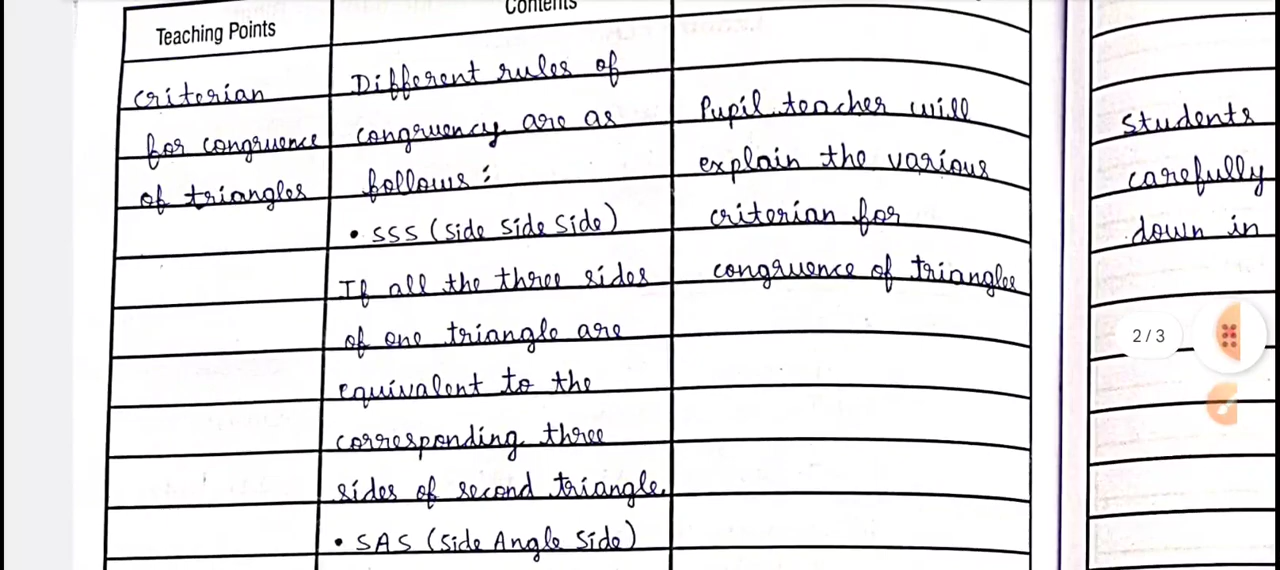 Contents
Teaching Points
criterian
for congruence
of triangles
Different rules of
congruency are as
follows :
• SSS (Side Side Side)
If all the three sides
of one triangle are
equivalent to the
corresponding three
sides of second triangle.
• SAS (Side Angle Side)
Pupil teacher will
explain the various
criterian for
congruence of triangles
Students
carefully
down in
2/3